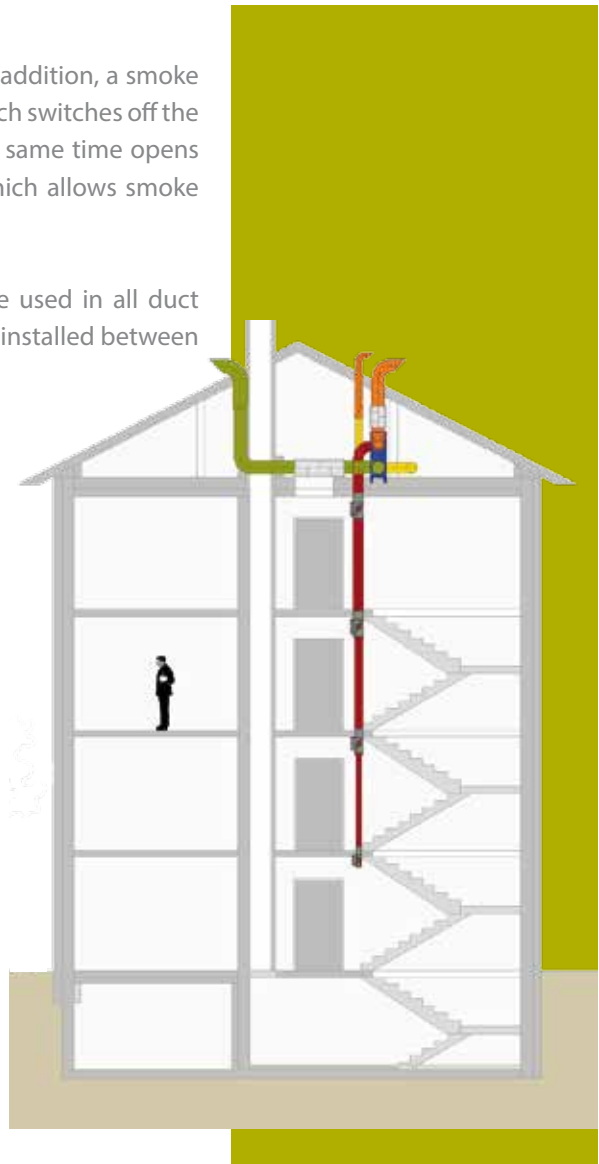 addition, a smoke
ch switches off the
same time opens
hich allows smoke
e used in all duct
installed between